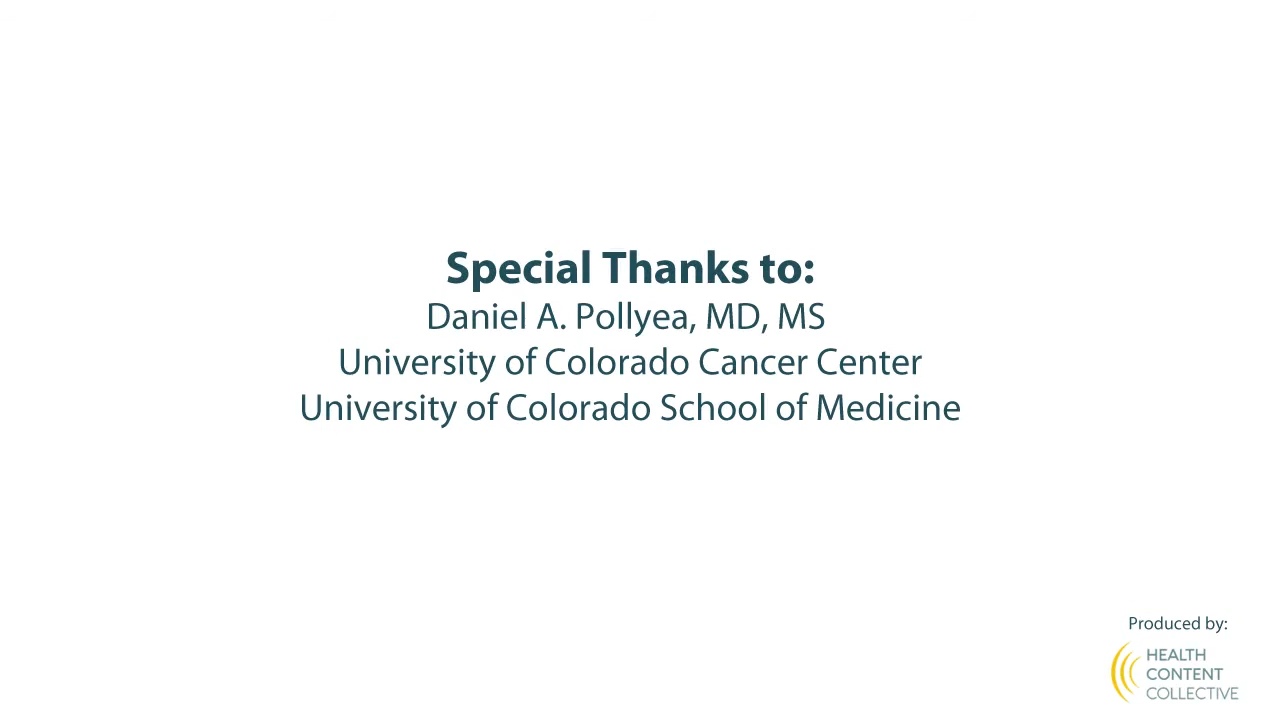 Special Thanks to:
Daniel A. Pollyea, MD, MS
University of Colorado Cancer Center
University of Colorado School of Medicine
Produced by:
HEALTH
CONTENT
COLLECTIVE